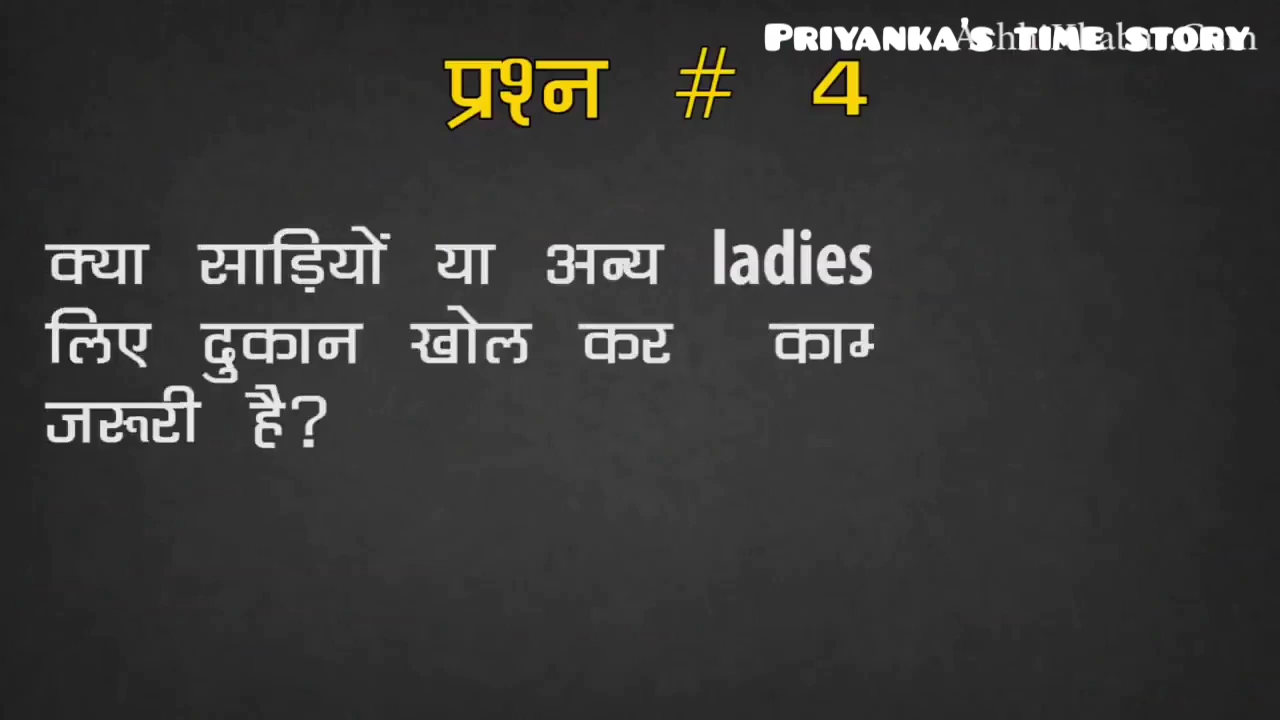 PRIYANKA'S TIME STORY
प्रश्न # 4
क्या साड़ियों या अन्य ladies
लिए दुकान खोल कर काम
जरूरी है?